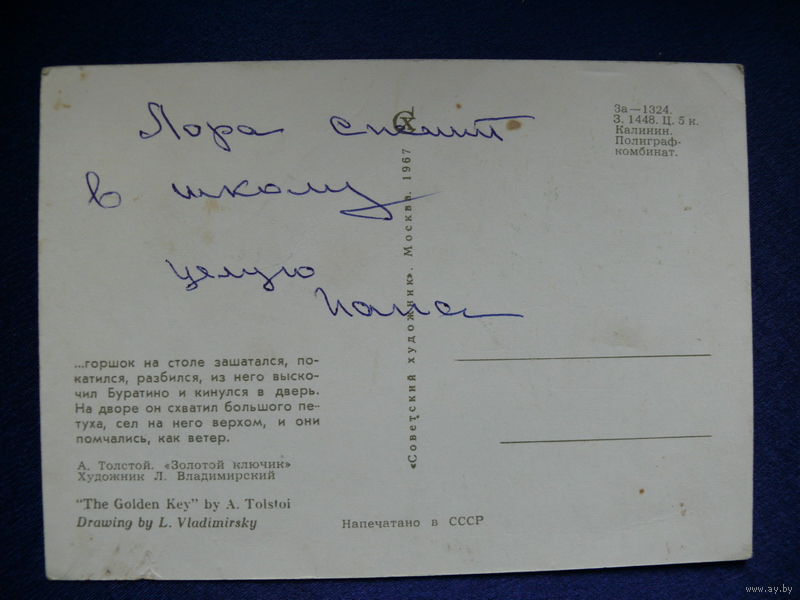 Лора спешит
в школу
целую
папа
За—1324.
З. 1448. Ц. 5 к.
Калинин.
Полиграф-
комбинат.
«Советский художник». Москва. 1967
...горшок на столе зашатался, по-
катился, разбился, из него выско-
чил Буратино и кинулся в дверь.
На дворе он схватил большого пе-
туха, сел на него верхом, и они
помчались, как ветер.
А. Толстой. «Золотой ключик»
Художник Л. Владимирский
"The Golden Key" by A. Tolstoi
Drawing by L. Vladimirsky
Напечатано в СССР
www.ay.by